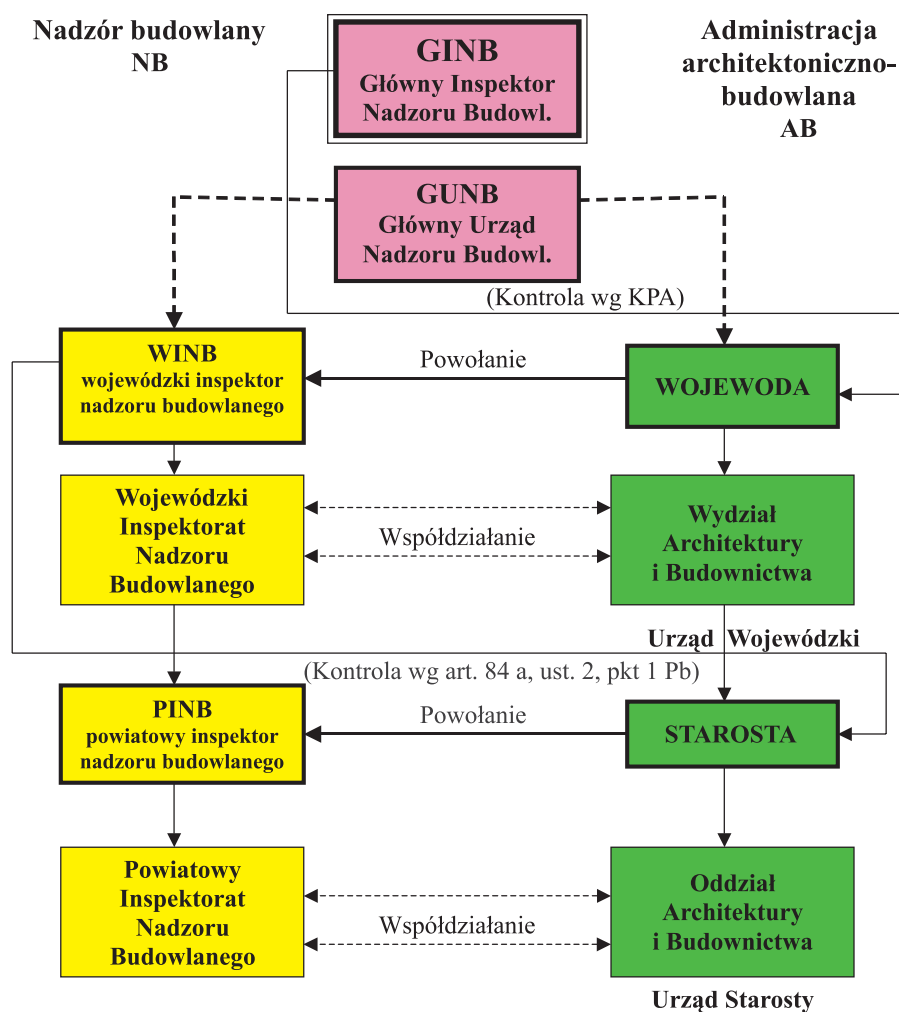 Nadzór budowlany
NB
GINB
Główny Inspektor
Nadzoru Budowl.
Administracja
architektoniczno-
budowlana
AB
GUNB
Główny Urząd
Nadzoru Budowl.
(Kontrola wg KPA)
WINB
wojewódzki inspektor
nadzoru budowlanego
Powołanie
WOJEWODA
Wojewódzki
Inspektorat
Nadzoru
Budowlanego
Współdziałanie
Wydział
Architektury
i Budownictwa
Urząd Wojewódzki
(Kontrola wg art. 84 a, ust. 2, pkt 1 Pb)
PINB
powiatowy inspektor
nadzoru budowlanego
Powołanie
STAROSTA
Powiatowy
Inspektorat
Nadzoru
Budowlanego
Współdziałanie
Oddział
Architektury
i Budownictwa
Urząd Starosty